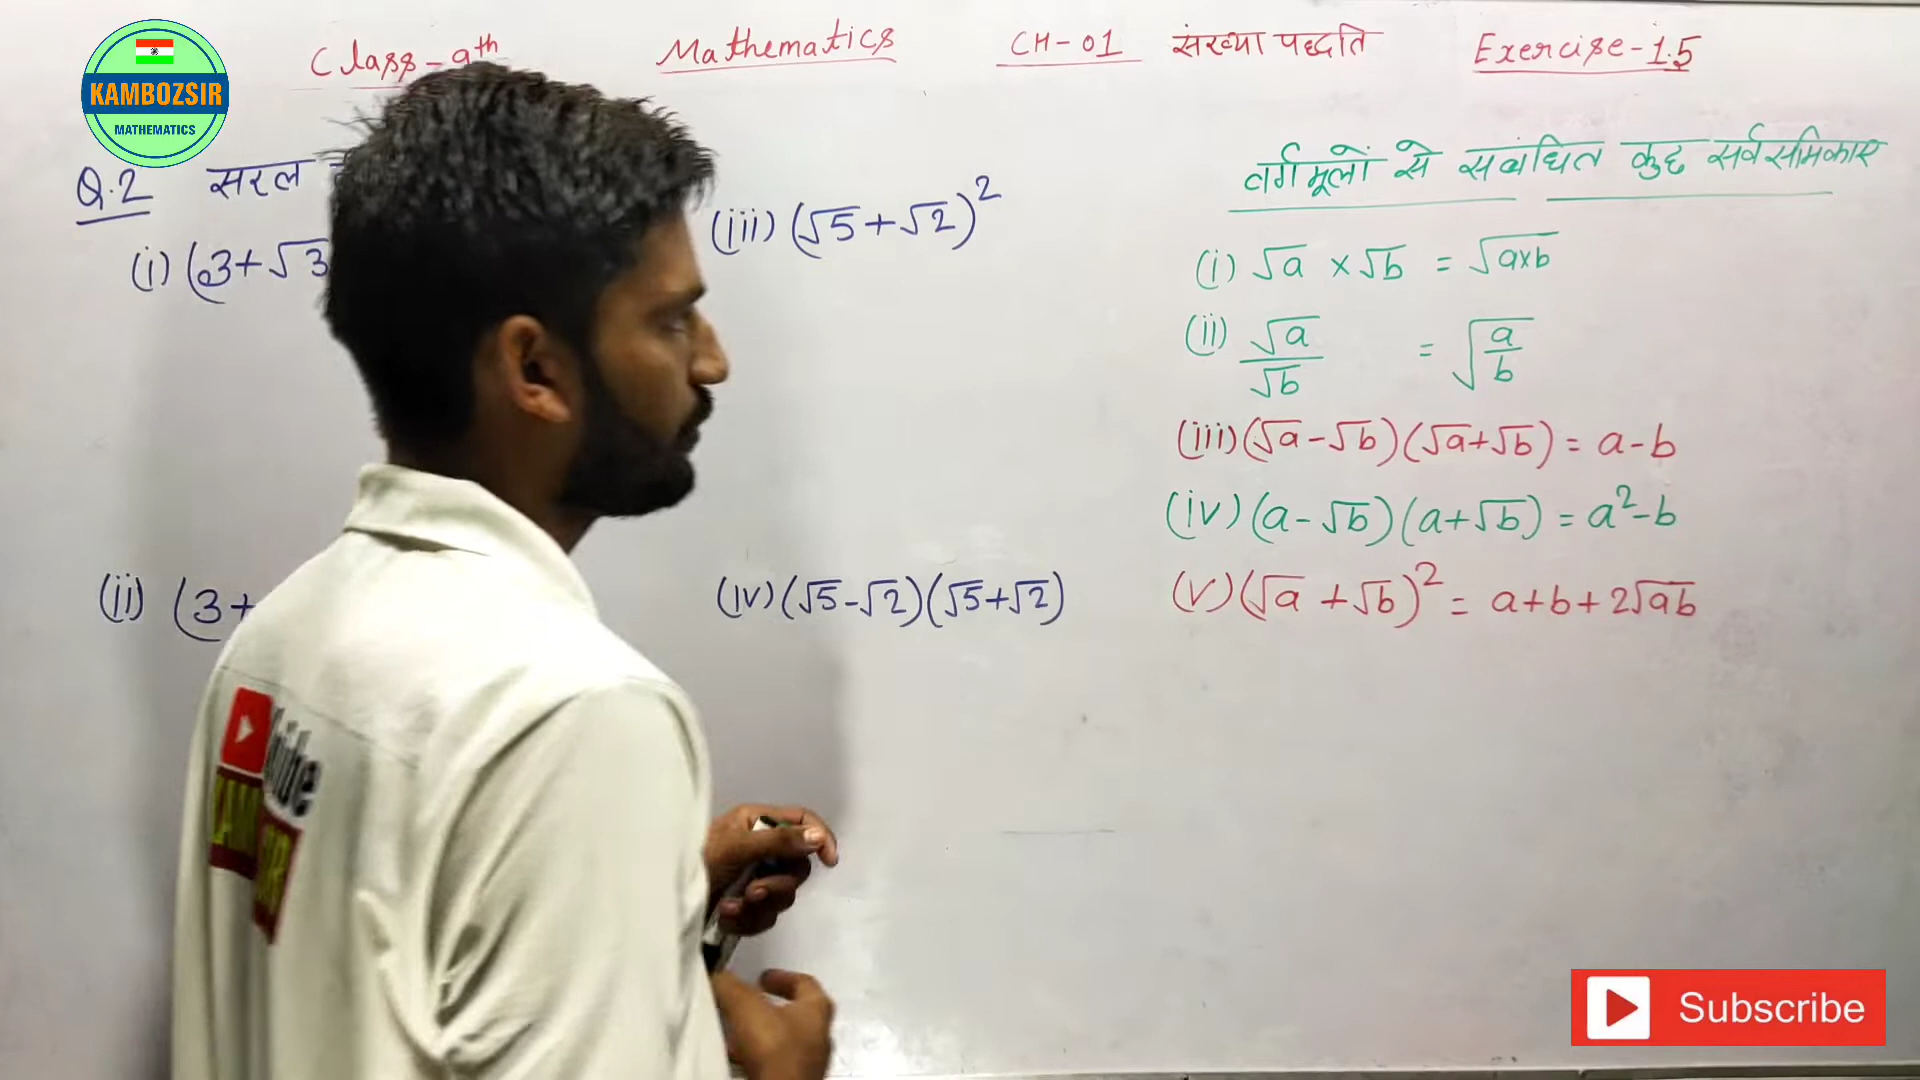 Class-9th Mathematics CH-01 संख्या पद्धति Exercise-1.5
KAMBOZSIR
MATHEMATICS
Q.2 सरल
(i) (3+√3
(ii) (3+
(iii) (√5+√2)²
(iv) (√5-√2)(√5+√2)
वर्गमूलों से सबंधित कुछ सर्वसमिकाए
(i) √a × √b = √a×b
(ii) √a/√b = √a/b
(iii) (√a-√b)(√a+√b) = a-b
(iv) (a-√b)(a+√b) = a²-b
(v) (√a+√b)² = a+b+2√ab
Subscribe